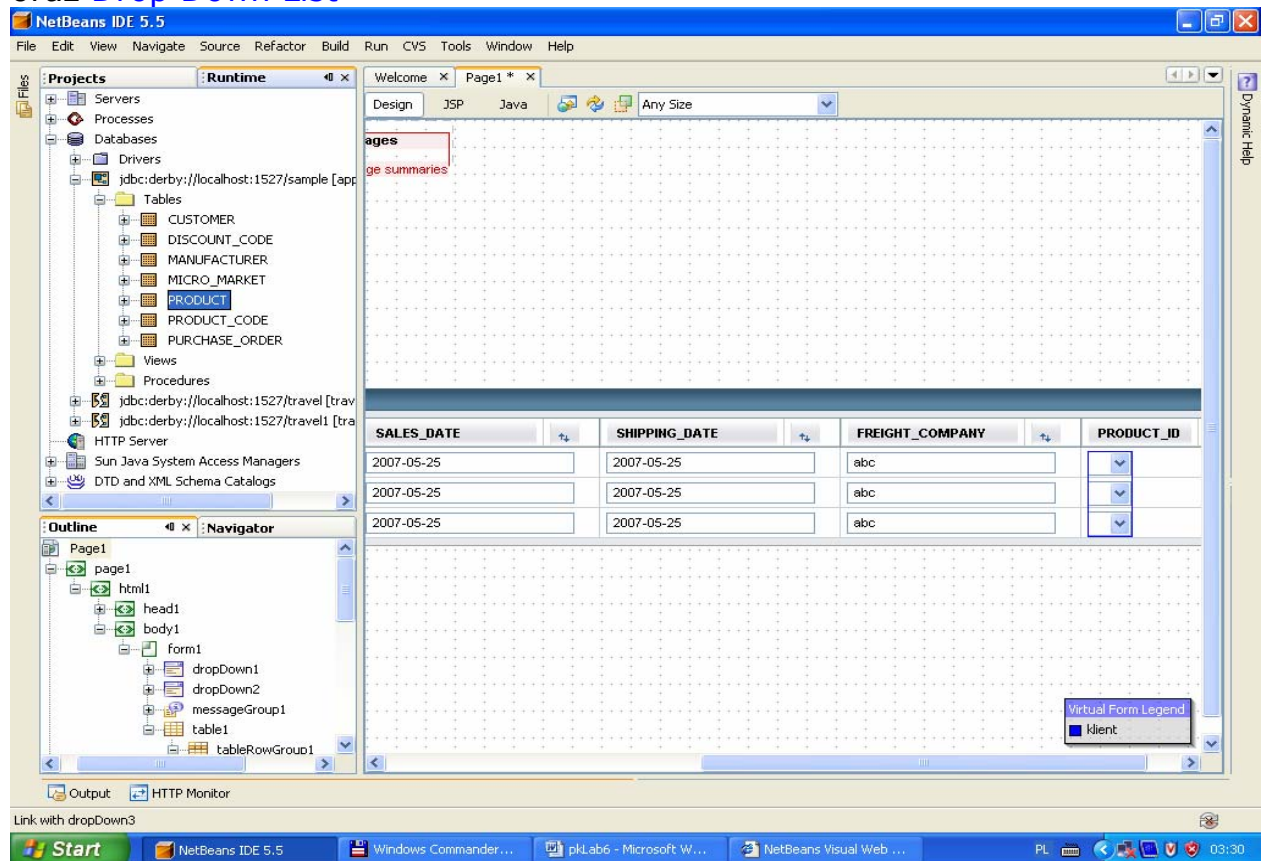 oraz Drop Down List
NetBeans IDE 5.5
File Edit View Navigate Source Refactor Build Run CVS Tools Window Help
Files
Projects
Runtime
Servers
Processes
Databases
Drivers
jdbc:derby://localhost:1527/sample [app
Tables
CUSTOMER
DISCOUNT_CODE
MANUFACTURER
MICRO_MARKET
PRODUCT
PRODUCT_CODE
PURCHASE_ORDER
Views
Procedures
jdbc:derby://localhost:1527/travel [trav
jdbc:derby://localhost:1527/travel1 [tra
HTTP Server
Sun Java System Access Managers
DTD and XML Schema Catalogs
Outline
Navigator
Page1
page1
html1
head1
body1
form1
dropDown1
dropDown2
messageGroup1
table1
tableRowGroup1
Welcome Page1 *
Design JSP Java Any Size
ages
ge summaries
SALES_DATE SHIPPING_DATE FREIGHT_COMPANY PRODUCT_ID
2007-05-25 2007-05-25 abc
2007-05-25 2007-05-25 abc
2007-05-25 2007-05-25 abc
Virtual Form Legend
klient
Dynamic Help
Output HTTP Monitor
Link with dropDown3
Start NetBeans IDE 5.5 Windows Commander... pkLab6 - Microsoft W... NetBeans Visual Web ... PL 03:30